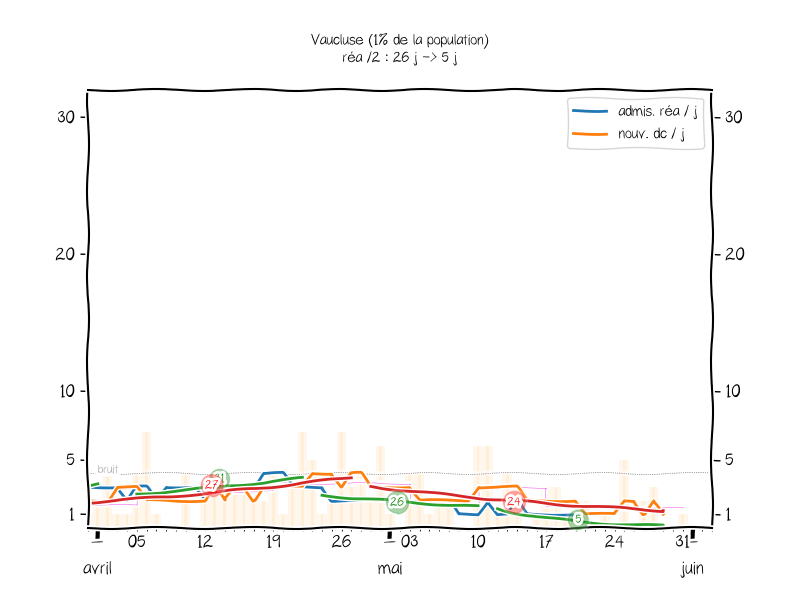 Vaucluse (1% de la population)
réa /2 : 26 j -> 5 j
admis. réa / j
nouv. dc / j
30
30
20
20
10
10
5
5
1
1
bruit
27
26
24
5
05
12
19
26
03
10
17
24
31
avril
mai
juin